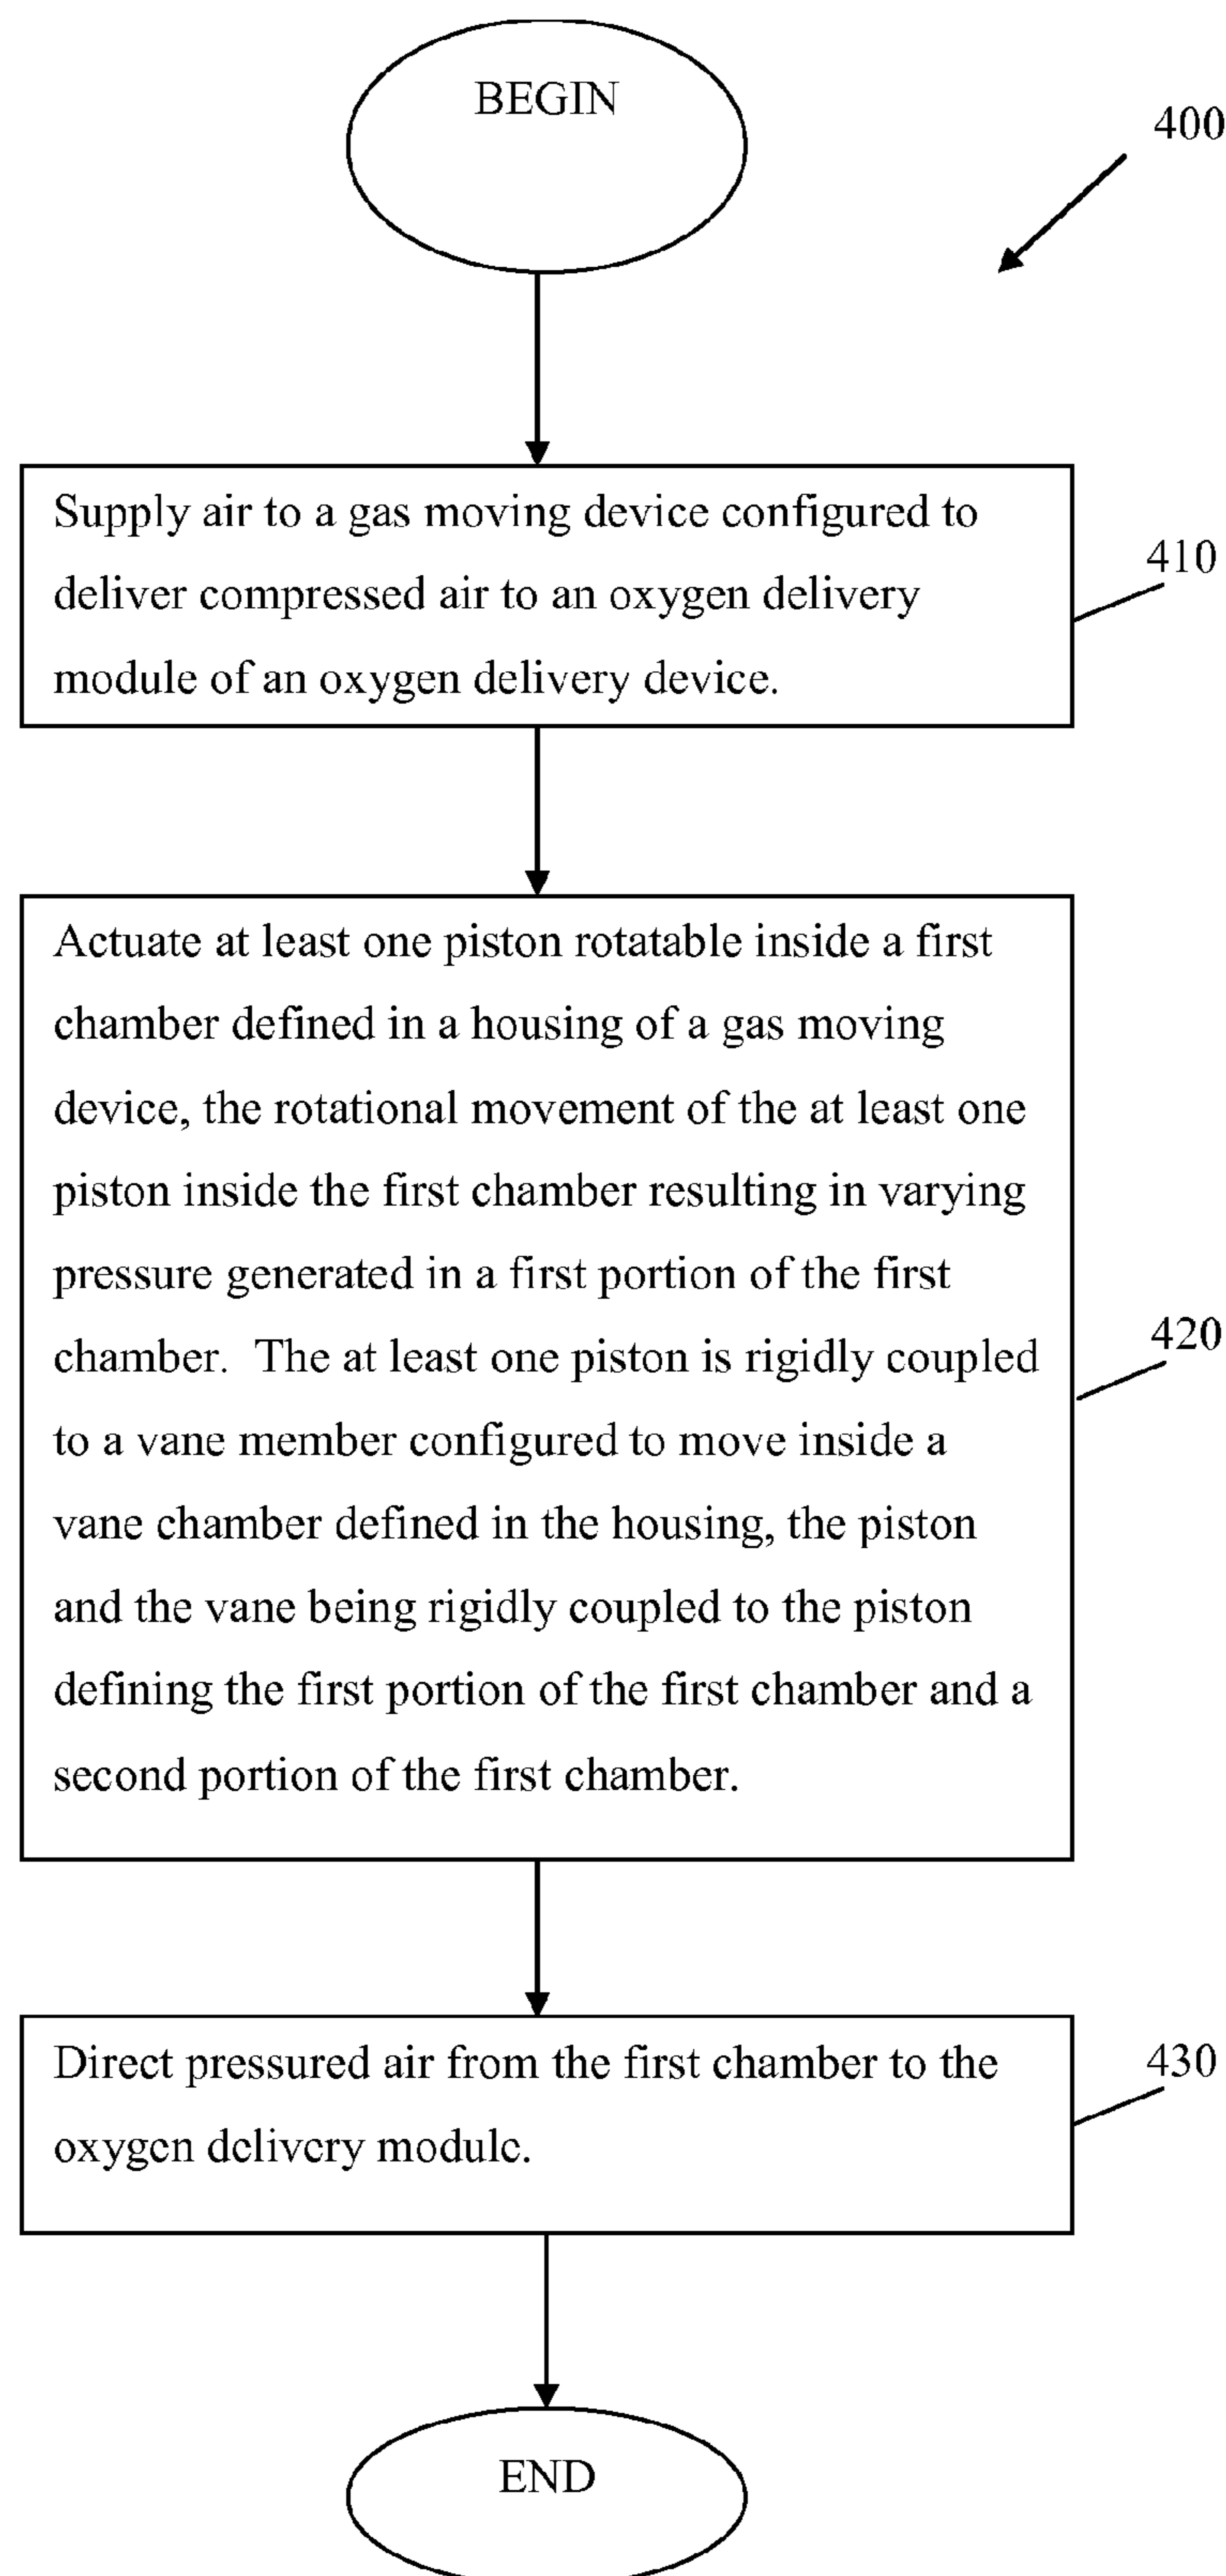 BEGIN
400
Supply air to a gas moving device configured to
deliver compressed air to an oxygen delivery
module of an oxygen delivery device.
410
Actuate at least one piston rotatable inside a first
chamber defined in a housing of a gas moving
device, the rotational movement of the at least one
piston inside the first chamber resulting in varying
pressure generated in a first portion of the first
chamber.  The at least one piston is rigidly coupled
to a vane member configured to move inside a
vane chamber defined in the housing, the piston
and the vane being rigidly coupled to the piston
defining the first portion of the first chamber and a
second portion of the first chamber.
420
Direct pressured air from the first chamber to the
oxygen delivery module.
430
END